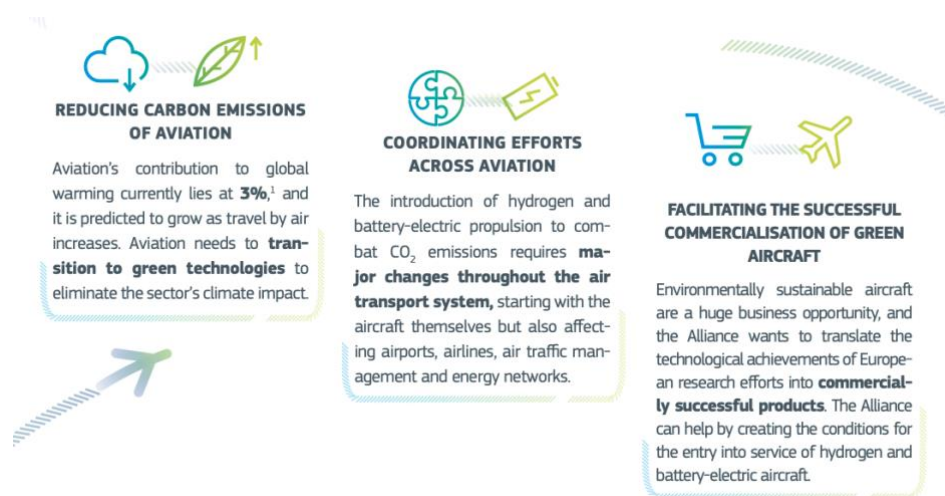 REDUCING CARBON EMISSIONS
OF AVIATION
Aviation's contribution to global
warming currently lies at 3%,¹ and
it is predicted to grow as travel by air
increases. Aviation needs to tran-
sition to green technologies to
eliminate the sector's climate impact.
COORDINATING EFFORTS
ACROSS AVIATION
The introduction of hydrogen and
battery-electric propulsion to com-
bat CO₂ emissions requires ma-
jor changes throughout the air
transport system, starting with the
aircraft themselves but also affect-
ing airports, airlines, air traffic man-
agement and energy networks.
FACILITATING THE SUCCESSFUL
COMMERCIALISATION OF GREEN
AIRCRAFT
Environmentally sustainable aircraft
are a huge business opportunity, and
the Alliance wants to translate the
technological achievements of Europe-
an research efforts into commercial-
ly successful products. The Alliance
can help by creating the conditions for
the entry into service of hydrogen and
battery-electric aircraft.